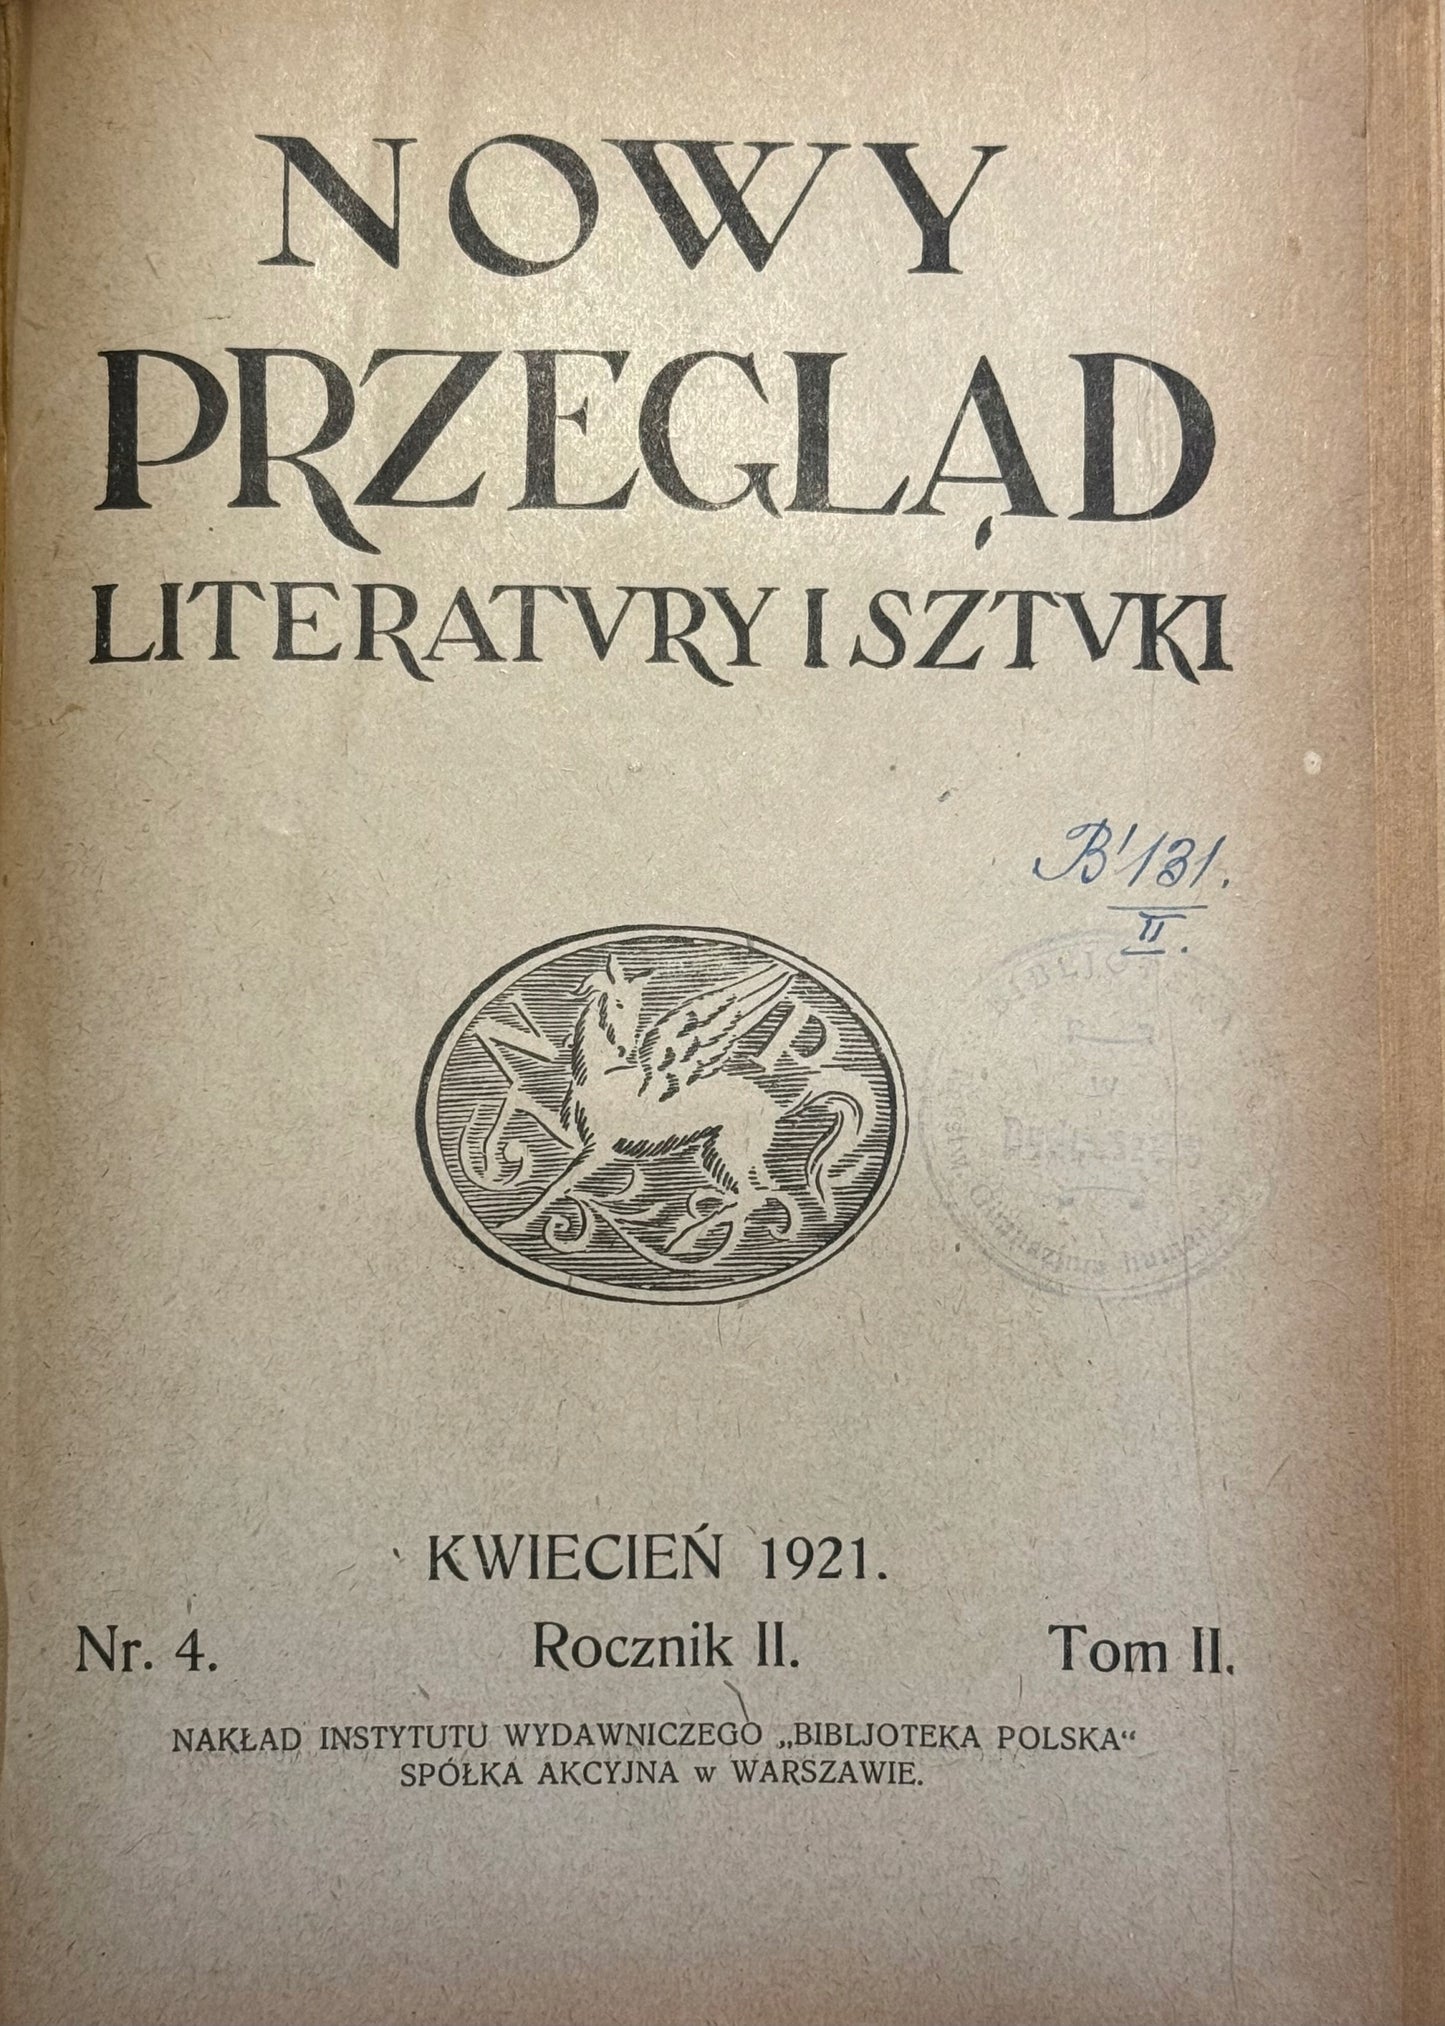 NOWY
PRZEGLĄD
LITERATVRY I SZTVKI
B'131.
II.
N P
KWIECIEŃ 1921.
Nr. 4. Rocznik II. Tom II.
NAKŁAD INSTYTUTU WYDAWNICZEGO „BIBLJOTEKA POLSKA“
SPÓŁKA AKCYJNA w WARSZAWIE.